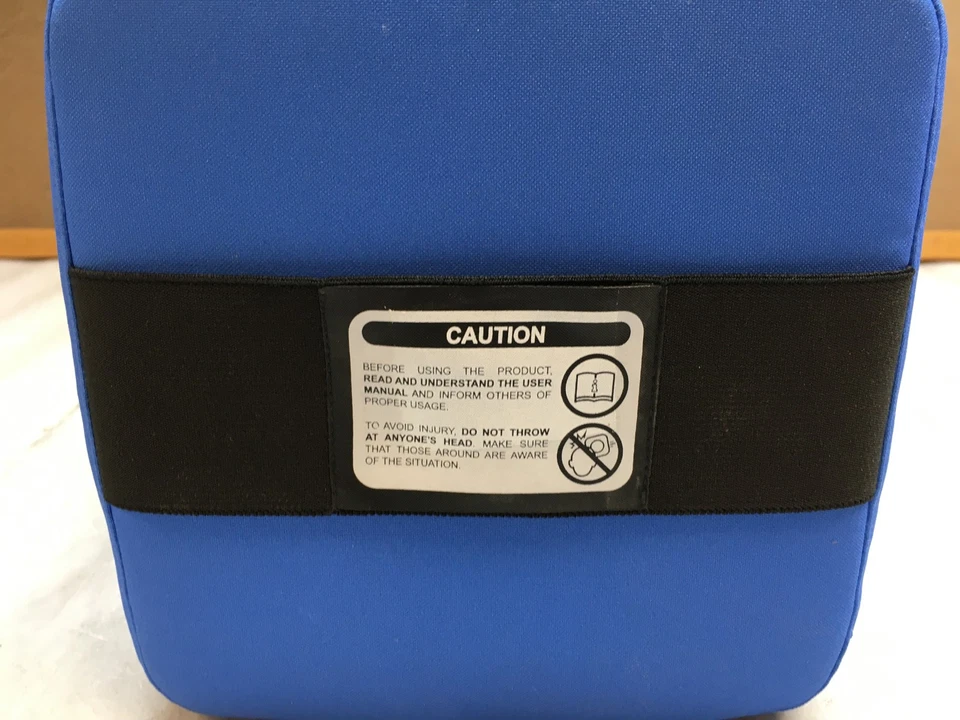 CAUTION
BEFORE USING THE PRODUCT,
READ AND UNDERSTAND THE USER
MANUAL AND INFORM OTHERS OF
PROPER USAGE.
TO AVOID INJURY, DO NOT THROW
AT ANYONE'S HEAD. MAKE SURE
THAT THOSE AROUND ARE AWARE
OF THE SITUATION.